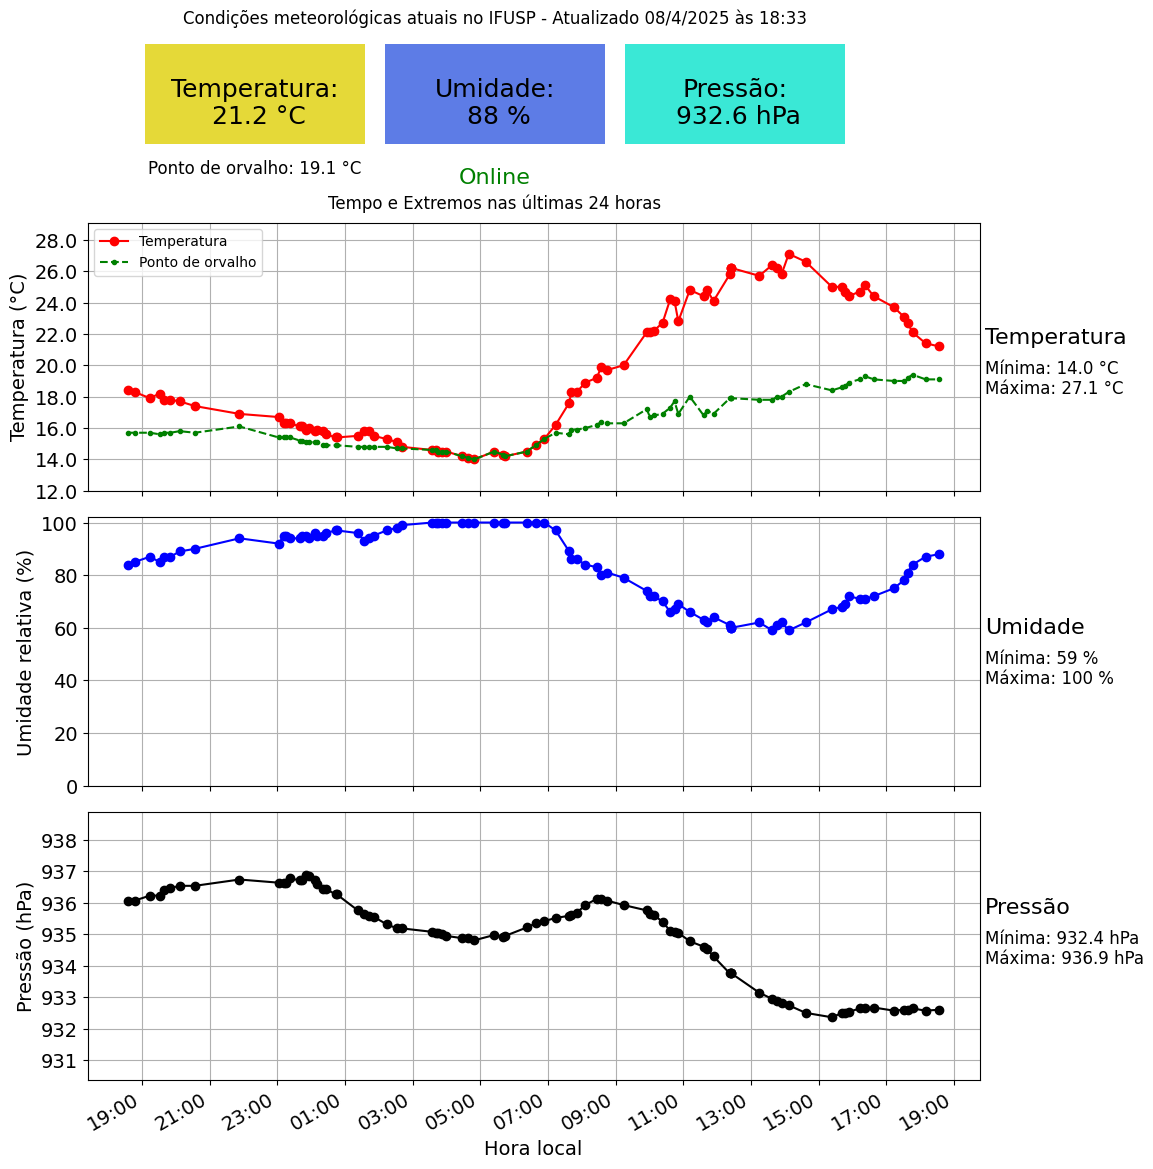 Condições meteorológicas atuais no IFUSP - Atualizado 08/4/2025 às 18:33
Temperatura:
21.2 °C
Umidade:
88 %
Pressão:
932.6 hPa
Ponto de orvalho: 19.1 °C
Online
Tempo e Extremos nas últimas 24 horas
Temperatura (°C)
28.0
26.0
24.0
22.0
20.0
18.0
16.0
14.0
12.0
Temperatura
Ponto de orvalho
Temperatura
Mínima: 14.0 °C
Máxima: 27.1 °C
Umidade relativa (%)
100
80
60
40
20
0
Umidade
Mínima: 59 %
Máxima: 100 %
Pressão (hPa)
938
937
936
935
934
933
932
931
Pressão
Mínima: 932.4 hPa
Máxima: 936.9 hPa
19:00 21:00 23:00 01:00 03:00 05:00 07:00 09:00 11:00 13:00 15:00 17:00 19:00
Hora local